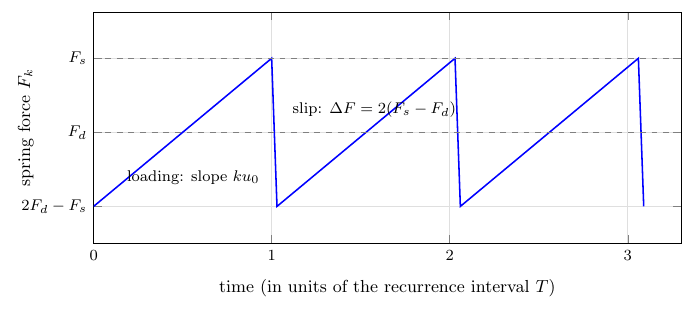 spring force $F_k$
$F_s$
slip: $\Delta F = 2(F_s - F_d)$
$F_d$
loading: slope $ku_0$
$2F_d - F_s$
0 1 2 3
time (in units of the recurrence interval $T$)